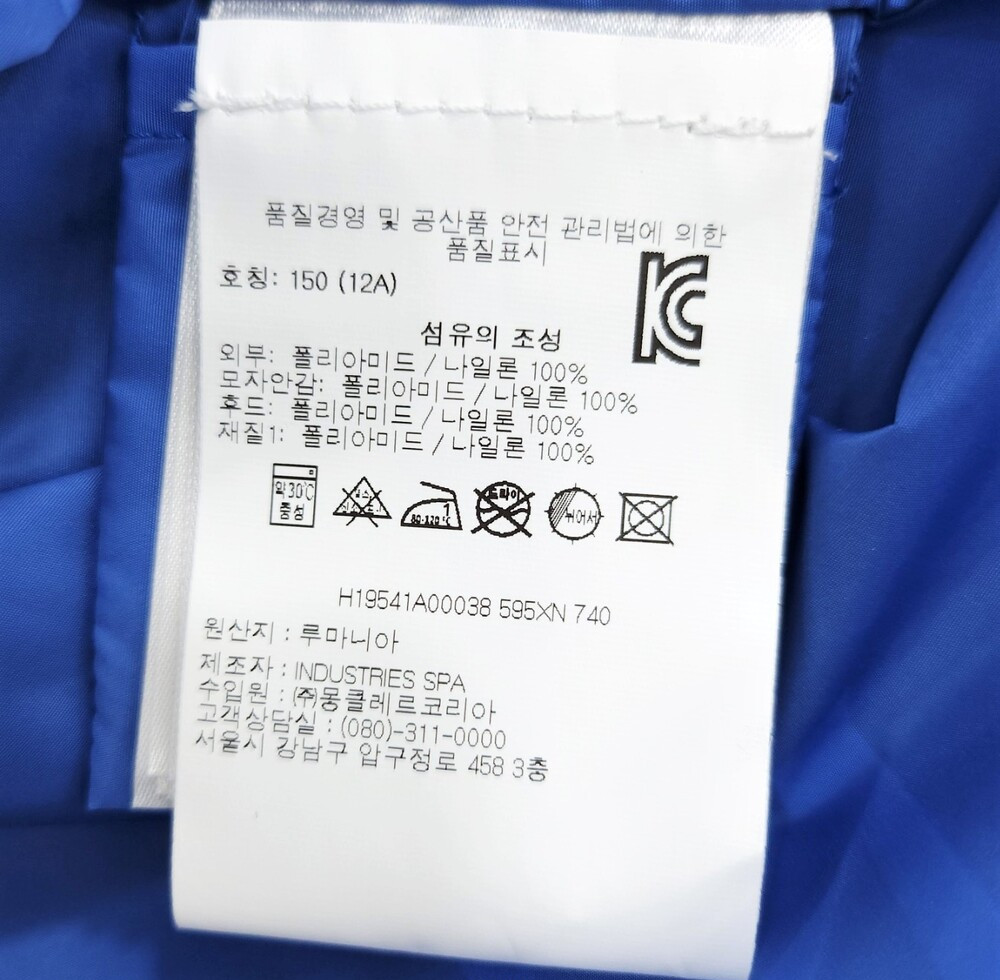 품질경영 및 공산품 안전 관리법에 의한
품질표시
호칭: 150 (12A)
KC
섬유의 조성
외부: 폴리아미드 / 나일론 100%
모자안감: 폴리아미드 / 나일론 100%
후드: 폴리아미드 / 나일론 100%
재질1: 폴리아미드 / 나일론 100%
약30℃
중성
1
80-120℃
드라이
뉘어서
H19541A00038 595XN 740
원산지 : 루마니아
제조자 : INDUSTRIES SPA
수입원 : (주)몽클레르코리아
고객상담실 : (080)-311-0000
서울시 강남구 압구정로 458 3층